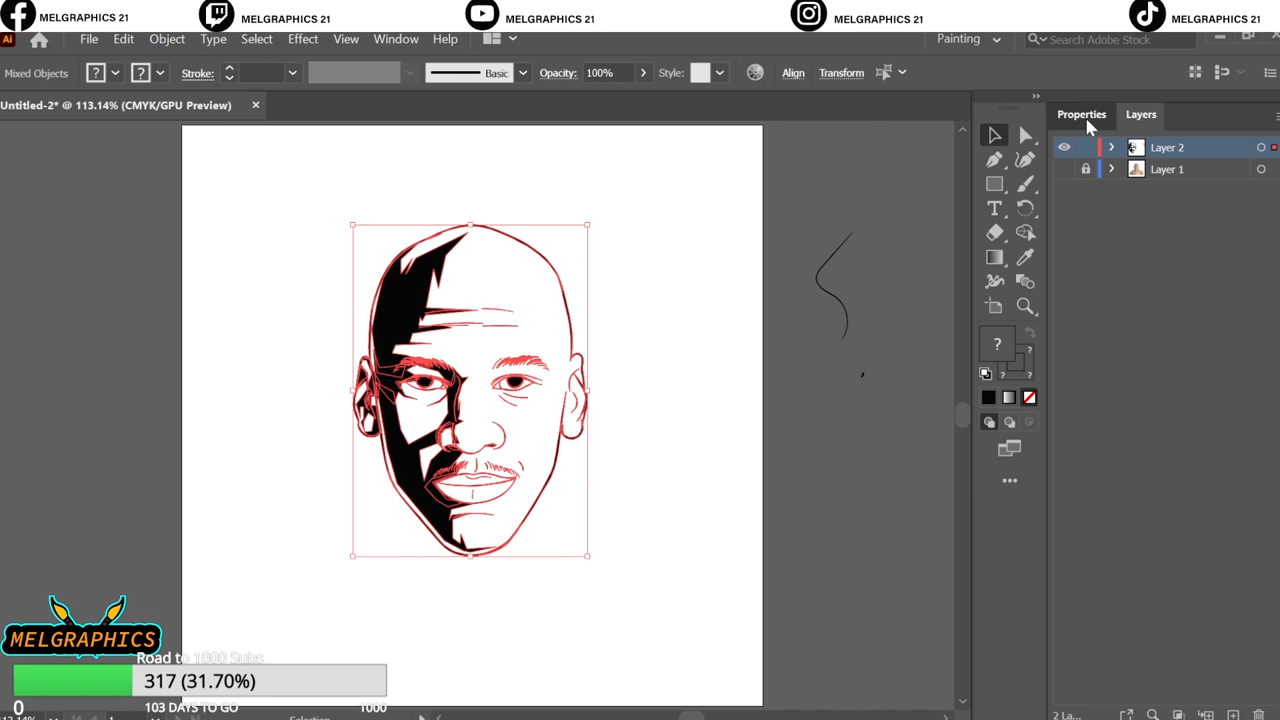 MELGRAPHICS 21
MELGRAPHICS 21
MELGRAPHICS 21
MELGRAPHICS 21
MELGRAPHICS 21
Ai File Edit Object Type Select Effect View Window Help Painting Search Adobe Stock
Mixed Objects ? ? Stroke: Basic Opacity: 100% Style: Align Transform
Untitled-2* @ 113.14% (CMYK/GPU Preview)
Properties Layers
Layer 2
Layer 1
T
?
? ?
MELGRAPHICS
Road to 1000 Subs
317 (31.70%)
0 103 DAYS TO GO 1000
Selection
2 La...